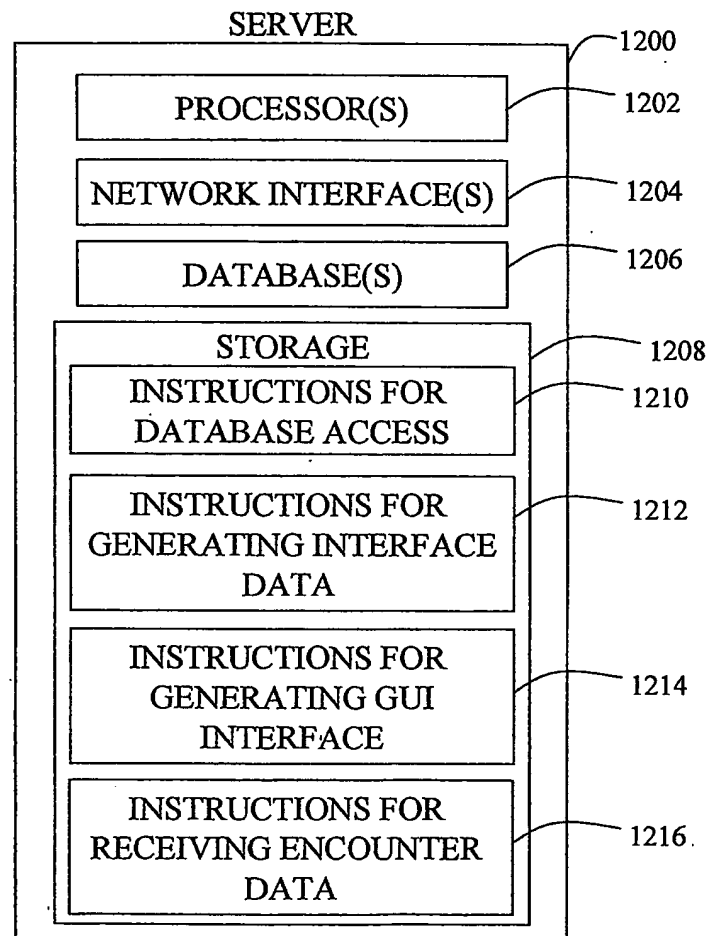 SERVER
1200
PROCESSOR(S)
1202
NETWORK INTERFACE(S)
1204
DATABASE(S)
1206
STORAGE
1208
INSTRUCTIONS FOR
DATABASE ACCESS
1210
INSTRUCTIONS FOR
GENERATING INTERFACE
DATA
1212
INSTRUCTIONS FOR
GENERATING GUI
INTERFACE
1214
INSTRUCTIONS FOR
RECEIVING ENCOUNTER
DATA
1216